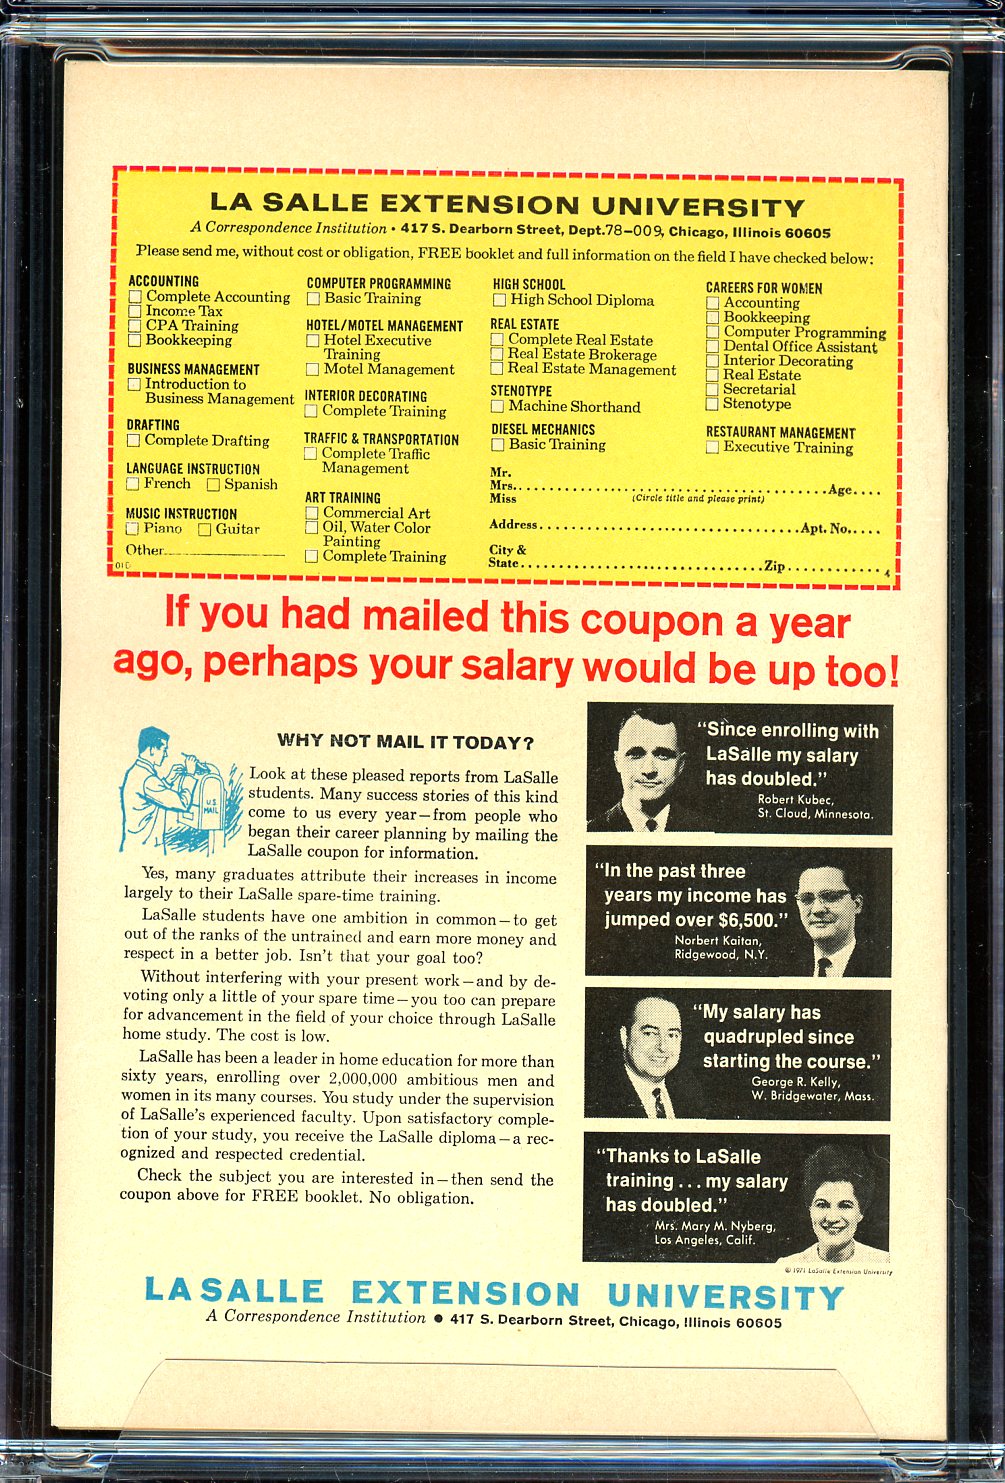 LA SALLE EXTENSION UNIVERSITY
A Correspondence Institution • 417 S. Dearborn Street, Dept. 78-009, Chicago, Illinois 60605
Please send me, without cost or obligation, FREE booklet and full information on the field I have checked below:
ACCOUNTING
Complete Accounting
Income Tax
CPA Training
Bookkeeping
BUSINESS MANAGEMENT
Introduction to
Business Management
DRAFTING
Complete Drafting
LANGUAGE INSTRUCTION
French Spanish
MUSIC INSTRUCTION
Piano Guitar
Other
COMPUTER PROGRAMMING
Basic Training
HOTEL/MOTEL MANAGEMENT
Hotel Executive
Training
Motel Management
INTERIOR DECORATING
Complete Training
TRAFFIC & TRANSPORTATION
Complete Traffic
Management
ART TRAINING
Commercial Art
Oil, Water Color
Painting
Complete Training
HIGH SCHOOL
High School Diploma
REAL ESTATE
Complete Real Estate
Real Estate Brokerage
Real Estate Management
STENOTYPE
Machine Shorthand
DIESEL MECHANICS
Basic Training
CAREERS FOR WOMEN
Accounting
Bookkeeping
Computer Programming
Dental Office Assistant
Interior Decorating
Real Estate
Secretarial
Stenotype
RESTAURANT MANAGEMENT
Executive Training
Mr.
Mrs. Age
Miss (Circle title and please print)
Address Apt. No.
City &
State Zip
4
If you had mailed this coupon a year
ago, perhaps your salary would be up too!
WHY NOT MAIL IT TODAY?
U.S.
MAIL
Look at these pleased reports from LaSalle
students. Many success stories of this kind
come to us every year—from people who
began their career planning by mailing the
LaSalle coupon for information.
Yes, many graduates attribute their increases in income
largely to their LaSalle spare-time training.
LaSalle students have one ambition in common—to get
out of the ranks of the untrained and earn more money and
respect in a better job. Isn't that your goal too?
Without interfering with your present work—and by de-
voting only a little of your spare time—you too can prepare
for advancement in the field of your choice through LaSalle
home study. The cost is low.
LaSalle has been a leader in home education for more than
sixty years, enrolling over 2,000,000 ambitious men and
women in its many courses. You study under the supervision
of LaSalle's experienced faculty. Upon satisfactory comple-
tion of your study, you receive the LaSalle diploma—a rec-
ognized and respected credential.
Check the subject you are interested in—then send the
coupon above for FREE booklet. No obligation.
"Since enrolling with
LaSalle my salary
has doubled."
Robert Kubec,
St. Cloud, Minnesota.
"In the past three
years my income has
jumped over $6,500."
Norbert Kaitan,
Ridgewood, N.Y.
"My salary has
quadrupled since
starting the course."
George R. Kelly,
W. Bridgewater, Mass.
"Thanks to LaSalle
training . . . my salary
has doubled."
Mrs. Mary M. Nyberg,
Los Angeles, Calif.
© 1971 LaSalle Extension University
LASALLE EXTENSION UNIVERSITY
A Correspondence Institution • 417 S. Dearborn Street, Chicago, Illinois 60605